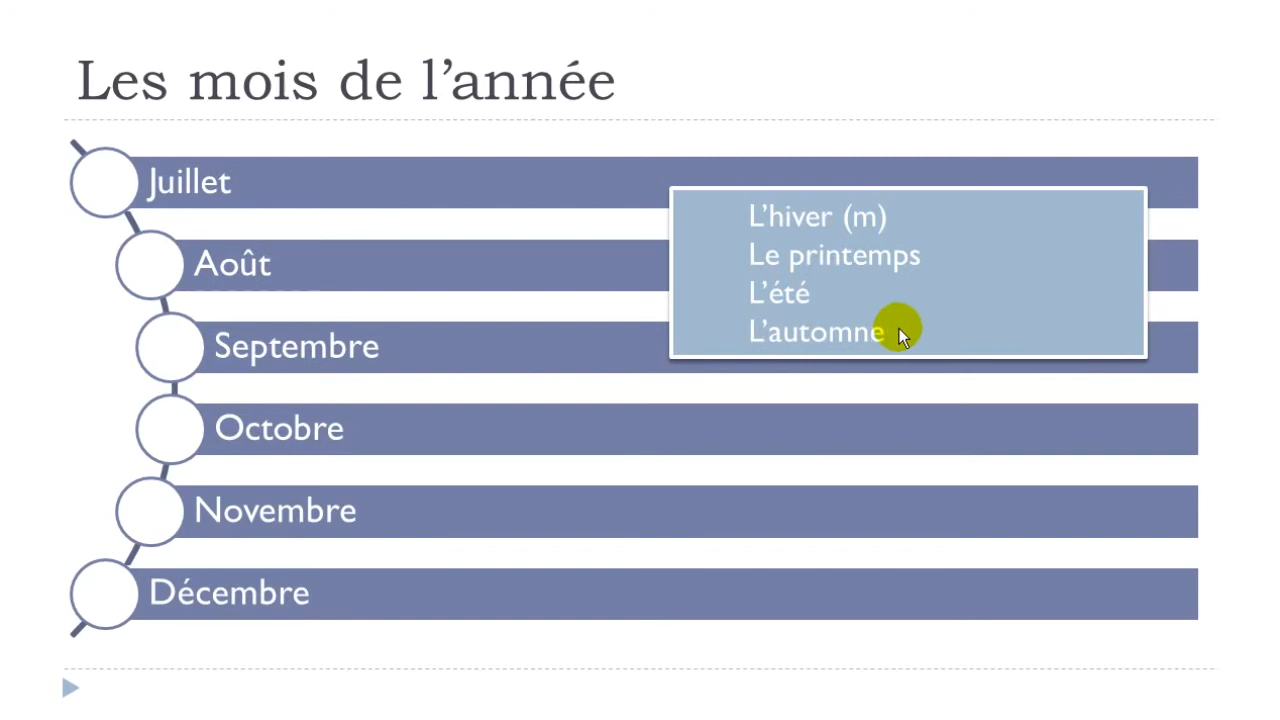 Les mois de l’année
Juillet
Août
Septembre
Octobre
Novembre
Décembre
L’hiver (m)
Le printemps
L’été
L’automne